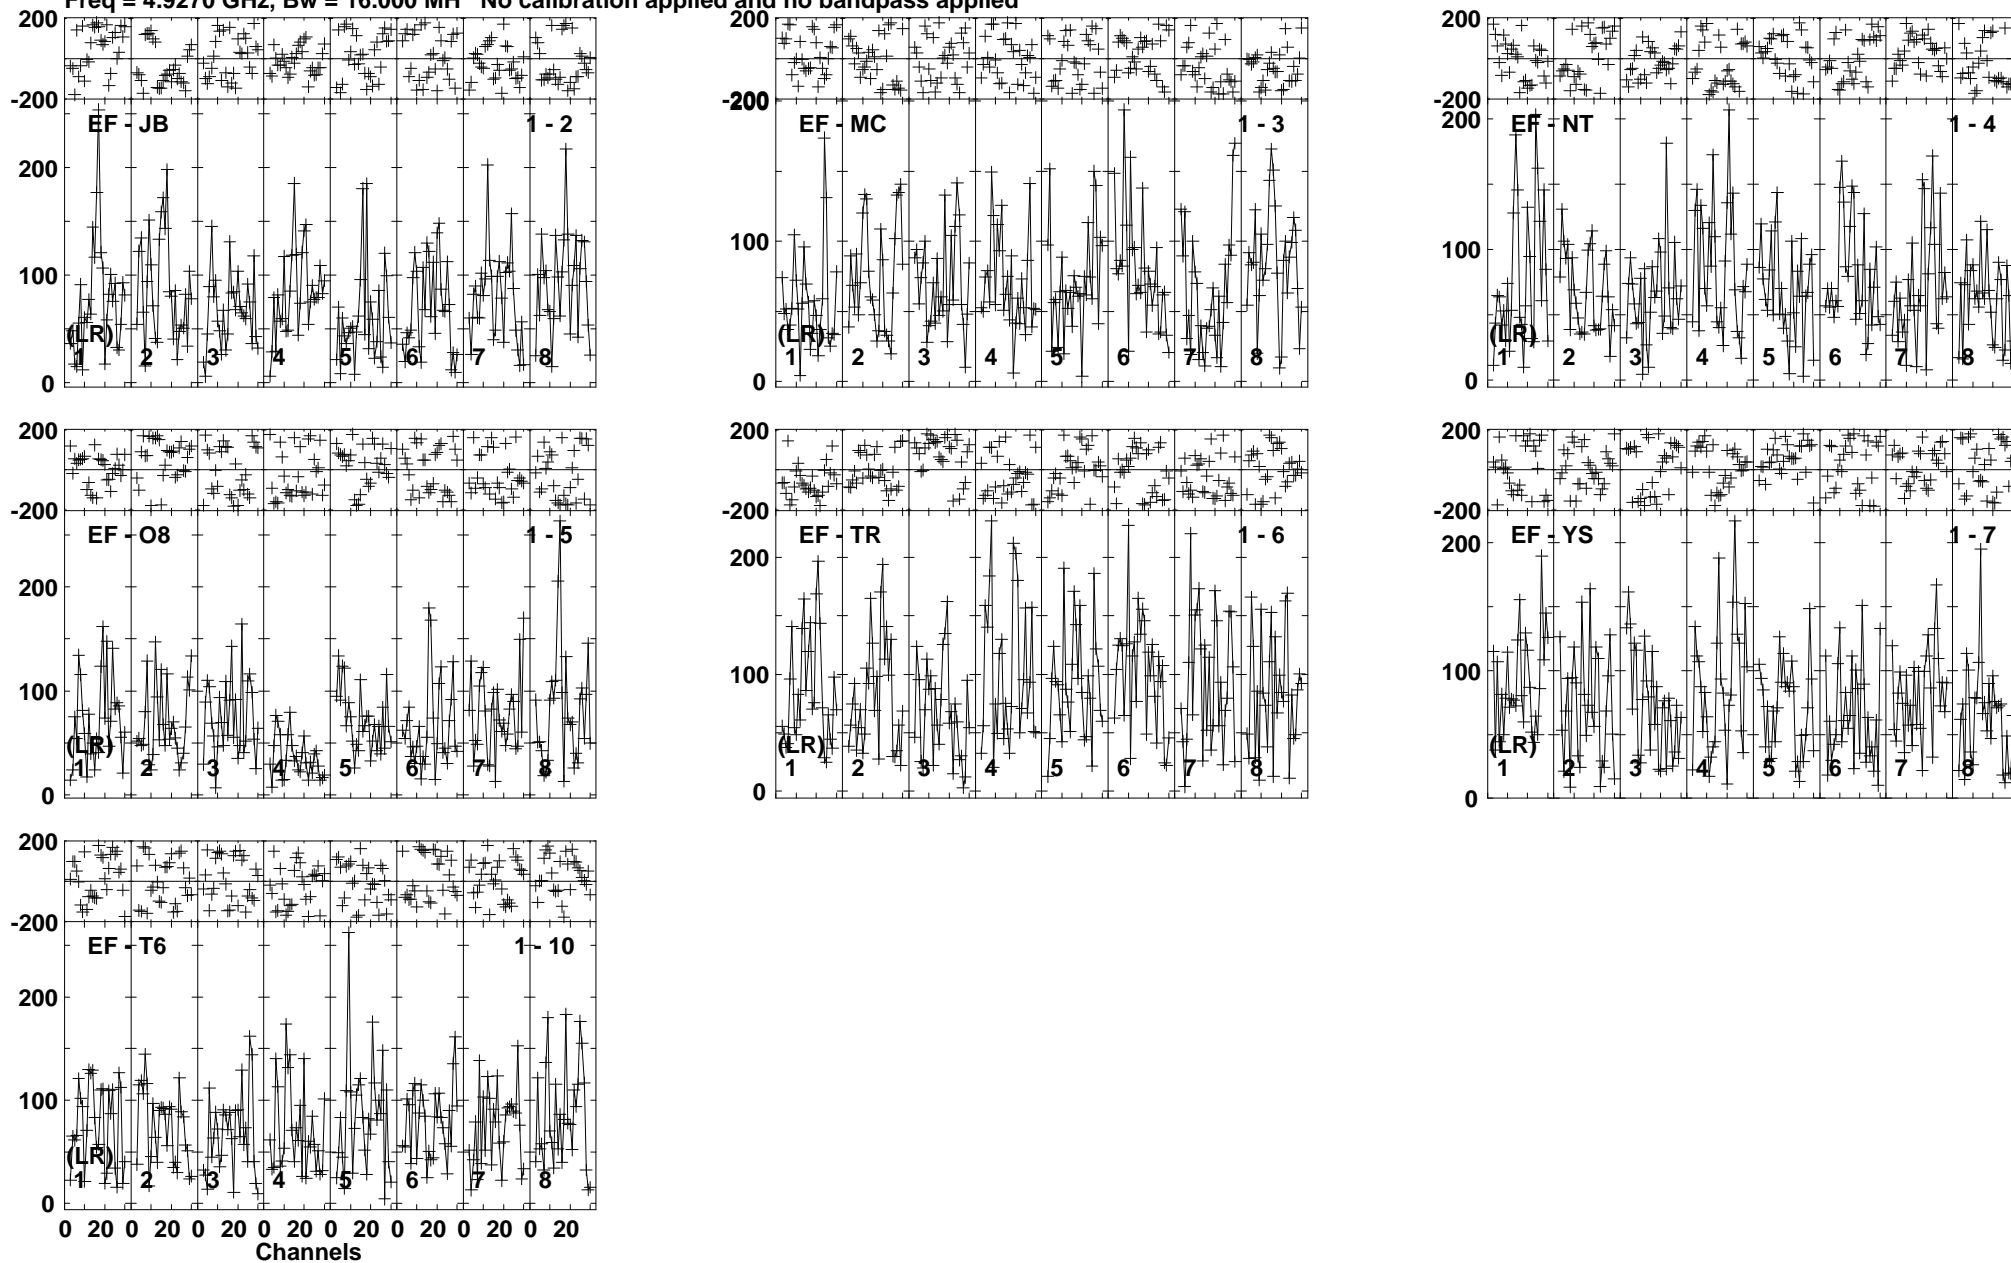 Freq = 4.9270 GHz, Bw = 16.000 MH No calibration applied and no bandpass applied
200
-200
EF - JB 1 - 2
200
100
0
(LR)
1 2 3 4 5 6 7 8
200
-200
200
EF - MC 1 - 3
100
0
(LR)
1 2 3 4 5 6 7 8
200
-200
200
EF - NT 1 - 4
100
0
(LR)
1 2 3 4 5 6 7 8
200
-200
EF - O8 1 - 5
200
100
0
(LR)
1 2 3 4 5 6 7 8
200
-200
EF - TR 1 - 6
200
100
0
(LR)
1 2 3 4 5 6 7 8
200
-200
EF - YS 1 - 7
200
100
0
(LR)
1 2 3 4 5 6 7 8
200
-200
EF - T6 1 - 10
200
100
0
(LR)
1 2 3 4 5 6 7 8
0 20 0 20 0 20 0 20 0 20 0 20 0 20 0 20
Channels